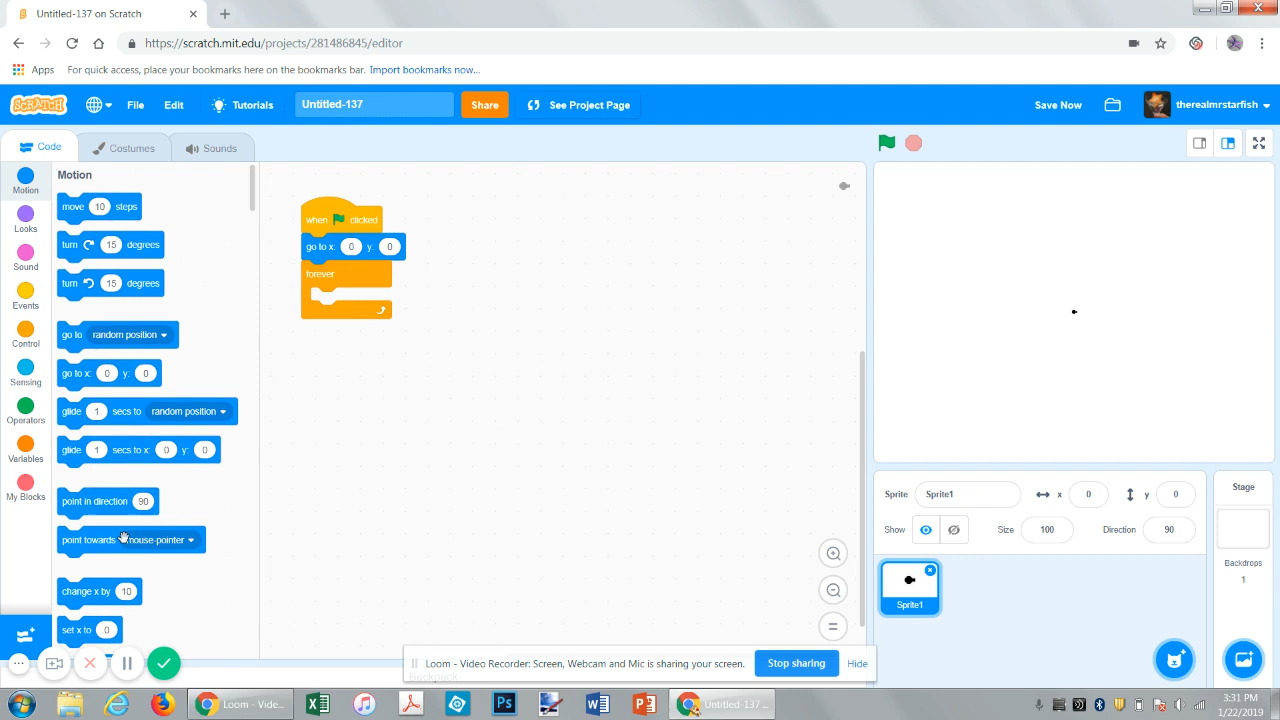 Untitled-137 on Scratch
https://scratch.mit.edu/projects/281486845/editor
Apps For quick access, place your bookmarks here on the bookmarks bar. Import bookmarks now...
SCRATCH File Edit Tutorials Untitled-137 Share See Project Page Save Now therealmrstarfish
Code Costumes Sounds
Motion
Looks
Sound
Events
Control
Sensing
Operators
Variables
My Blocks
Motion
move 10 steps
turn 15 degrees
turn 15 degrees
go to random position
go to x: 0 y: 0
glide 1 secs to random position
glide 1 secs to x: 0 y: 0
point in direction 90
point towards mouse-pointer
change x by 10
set x to 0
when clicked
go to x: 0 y: 0
forever
Sprite Sprite1 x 0 y 0
Show Size 100 Direction 90
Sprite1
Stage
Backdrops
1
Loom - Video Recorder: Screen, Webcam and Mic is sharing your screen. Stop sharing Hide
Backpack
Loom - Vide... Untitled-137 ...
3:31 PM
1/22/2019